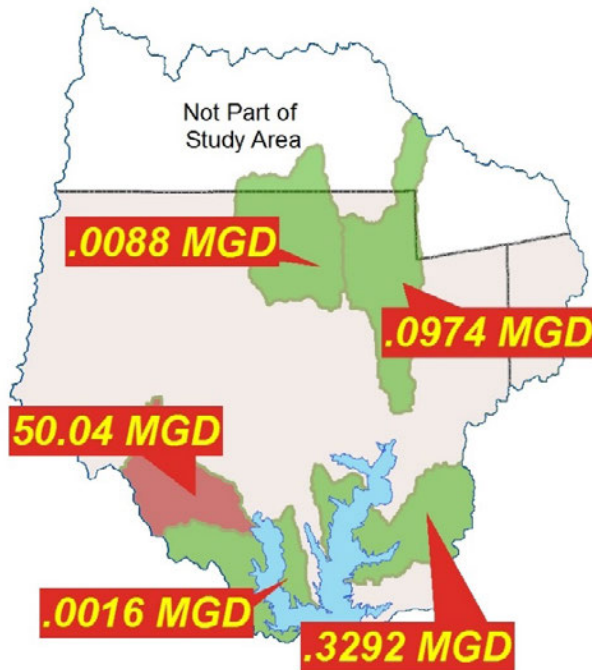 Not Part of
Study Area
.0088 MGD
.0974 MGD
50.04 MGD
.0016 MGD
.3292 MGD